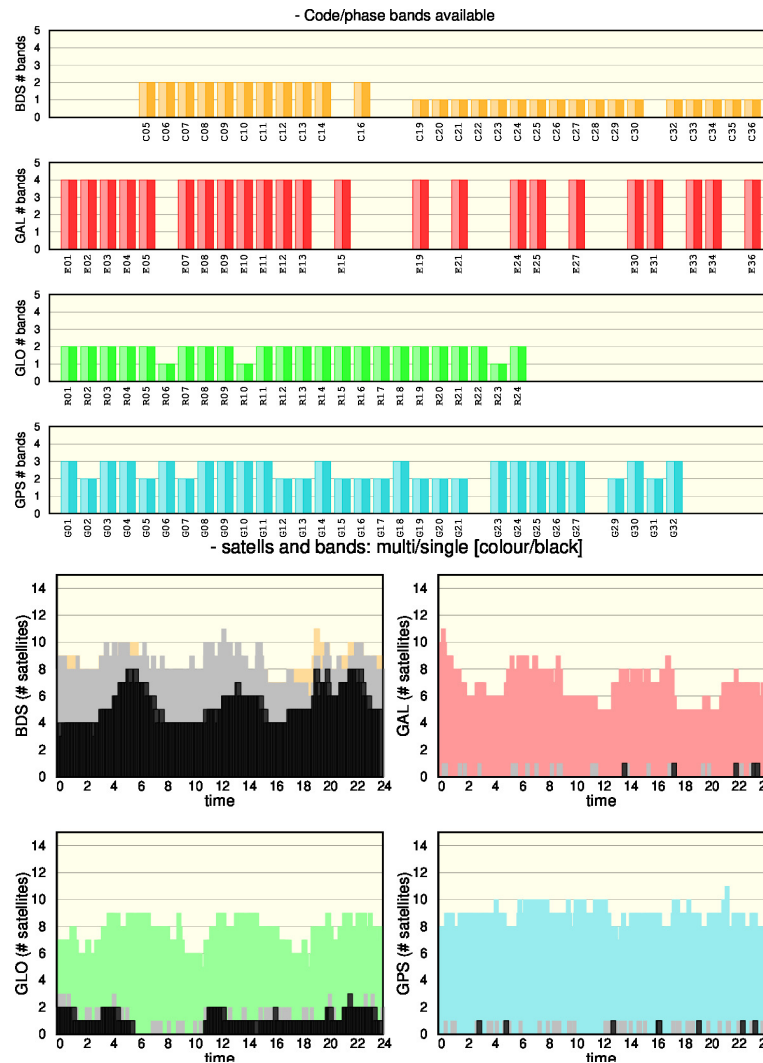 - Code/phase bands available
BDS # bands
5
4
3
2
1
0
C05 C06 C07 C08 C09 C10 C11 C12 C13 C14 C16 C19 C20 C21 C22 C23 C24 C25 C26 C27 C28 C29 C30 C32 C33 C34 C35 C36
GAL # bands
5
4
3
2
1
0
E01 E02 E03 E04 E05 E07 E08 E09 E10 E11 E12 E13 E15 E19 E21 E24 E25 E27 E30 E31 E33 E34 E36
GLO # bands
5
4
3
2
1
0
R01 R02 R03 R04 R05 R06 R07 R08 R09 R10 R11 R12 R13 R14 R15 R16 R17 R18 R19 R20 R21 R22 R23 R24
GPS # bands
5
4
3
2
1
0
G01 G02 G03 G04 G05 G06 G07 G08 G09 G10 G11 G12 G13 G14 G15 G16 G17 G18 G19 G20 G21 G23 G24 G25 G26 G27 G29 G30 G31 G32
- satells and bands: multi/single [colour/black]
BDS (# satellites)
14
12
10
8
6
4
2
0
0 2 4 6 8 10 12 14 16 18 20 22 24
time
GAL (# satellites)
14
12
10
8
6
4
2
0
0 2 4 6 8 10 12 14 16 18 20 22 24
time
GLO (# satellites)
14
12
10
8
6
4
2
0
0 2 4 6 8 10 12 14 16 18 20 22 24
time
GPS (# satellites)
14
12
10
8
6
4
2
0
0 2 4 6 8 10 12 14 16 18 20 22 24
time